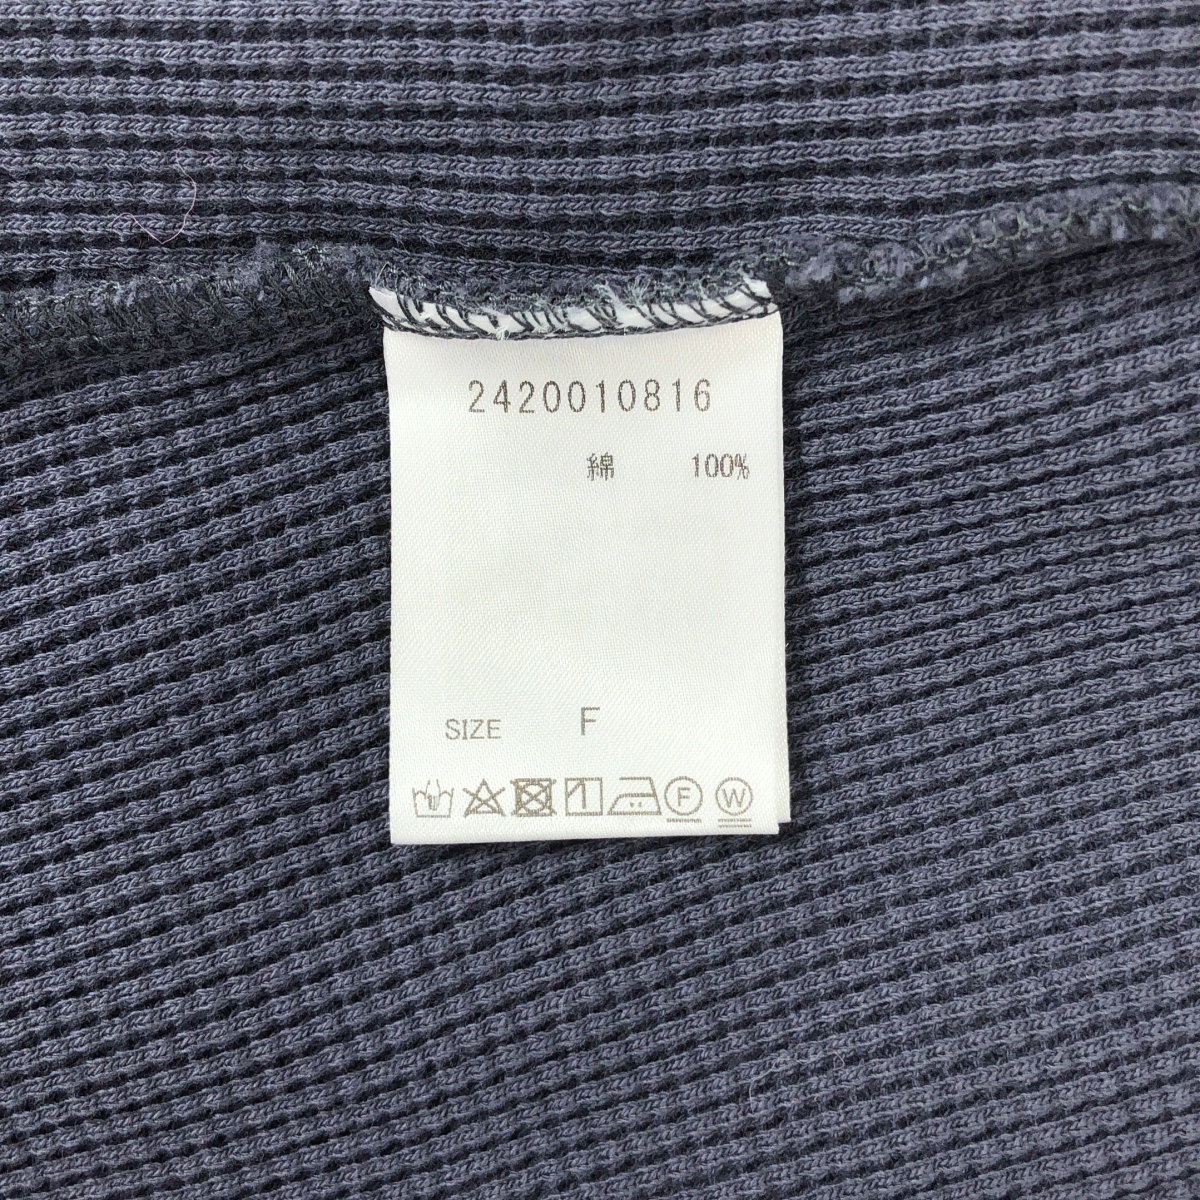 2420010816
綿 100%
SIZE F
F W